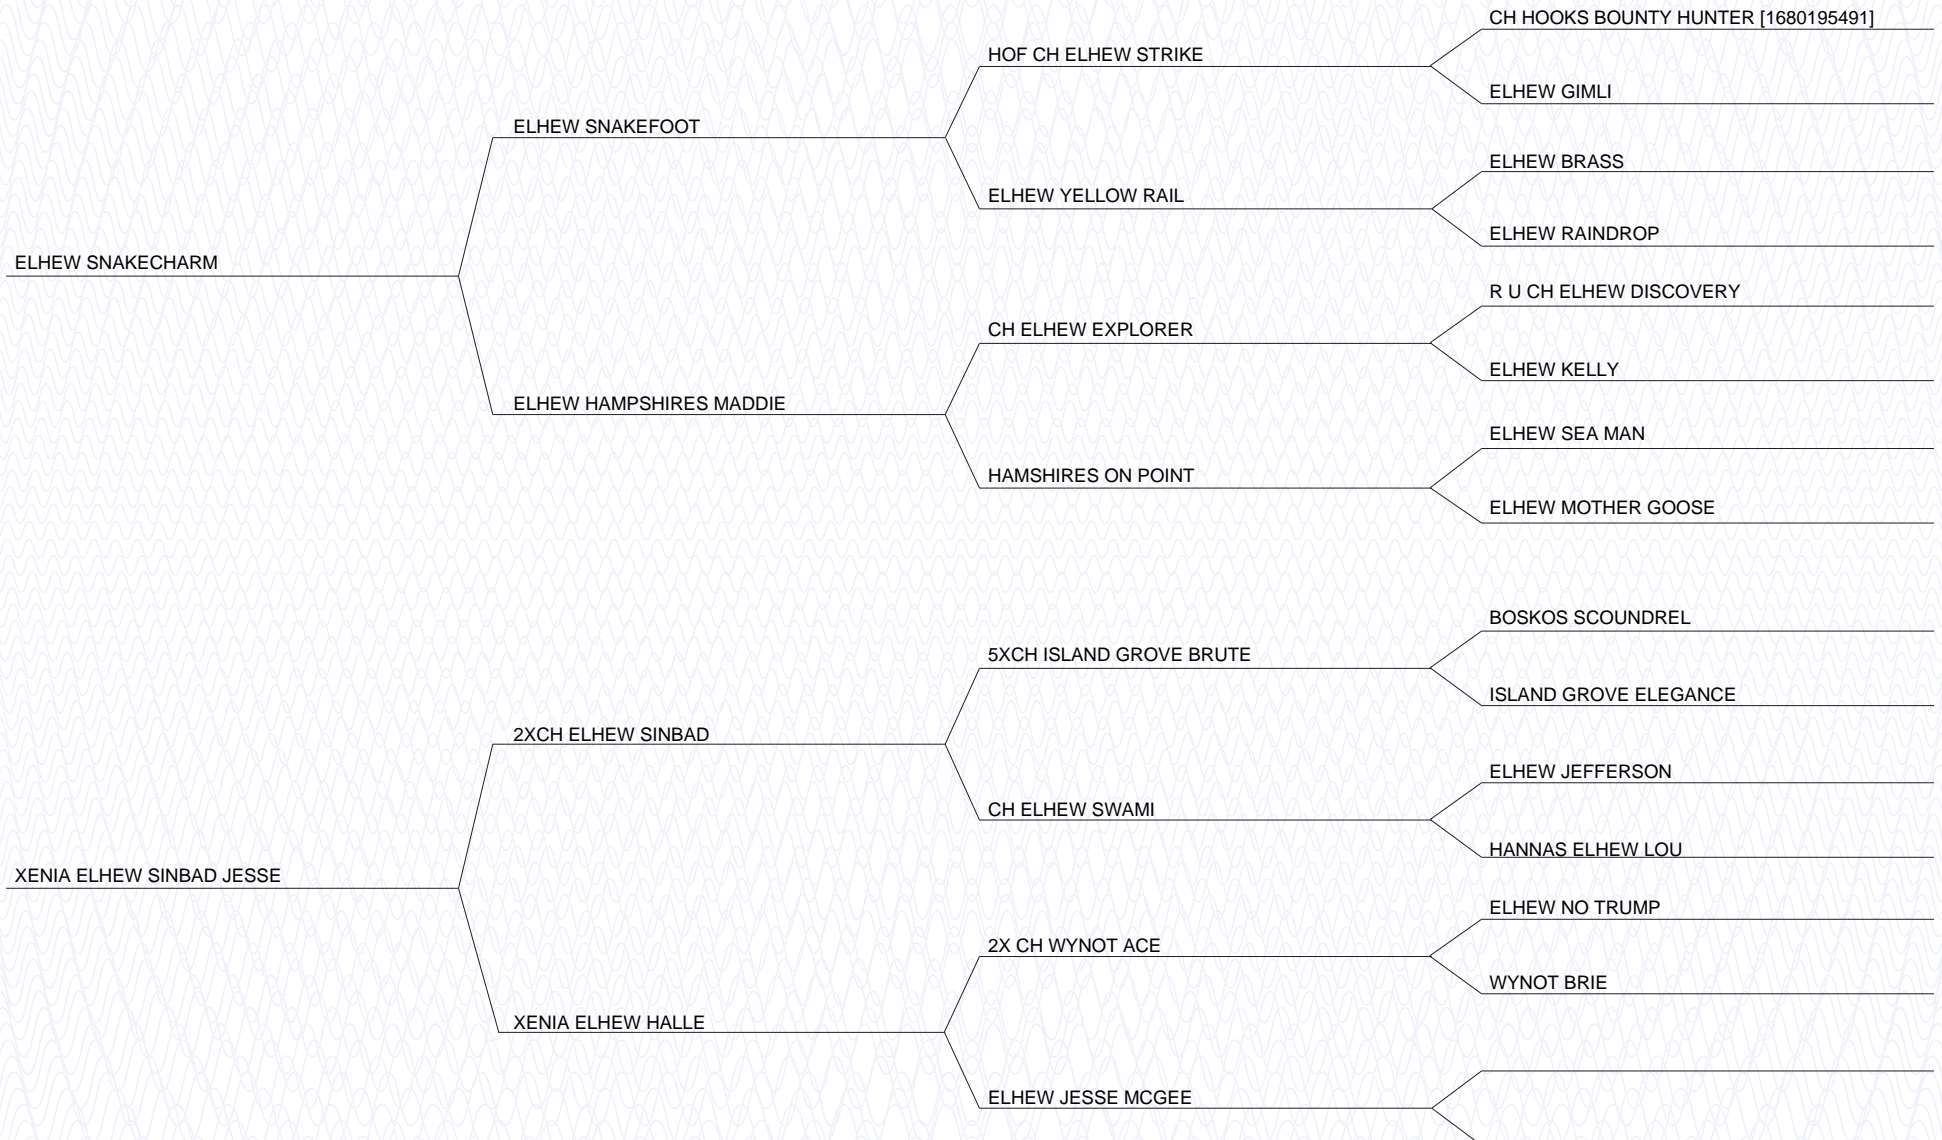 CH HOOKS BOUNTY HUNTER [1680195491]
HOF CH ELHEW STRIKE
ELHEW GIMLI
ELHEW SNAKEFOOT
ELHEW BRASS
ELHEW YELLOW RAIL
ELHEW RAINDROP
ELHEW SNAKECHARM
R U CH ELHEW DISCOVERY
CH ELHEW EXPLORER
ELHEW KELLY
ELHEW HAMPSHIRES MADDIE
ELHEW SEA MAN
HAMSHIRES ON POINT
ELHEW MOTHER GOOSE
BOSKOS SCOUNDREL
5XCH ISLAND GROVE BRUTE
ISLAND GROVE ELEGANCE
2XCH ELHEW SINBAD
ELHEW JEFFERSON
CH ELHEW SWAMI
HANNAS ELHEW LOU
XENIA ELHEW SINBAD JESSE
ELHEW NO TRUMP
2X CH WYNOT ACE
WYNOT BRIE
XENIA ELHEW HALLE
ELHEW JESSE MCGEE